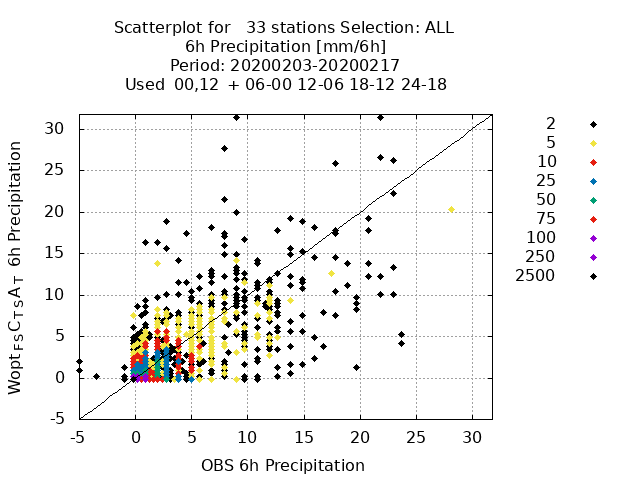 Scatterplot for 33 stations Selection: ALL
6h Precipitation [mm/6h]
Period: 20200203-20200217
Used 00,12 + 06-00 12-06 18-12 24-18
30
25
20
15
10
5
0
-5
-5 0 5 10 15 20 25 30
OBS 6h Precipitation
Wopt_FSC_TSA_T 6h Precipitation
2
5
10
25
50
75
100
250
2500